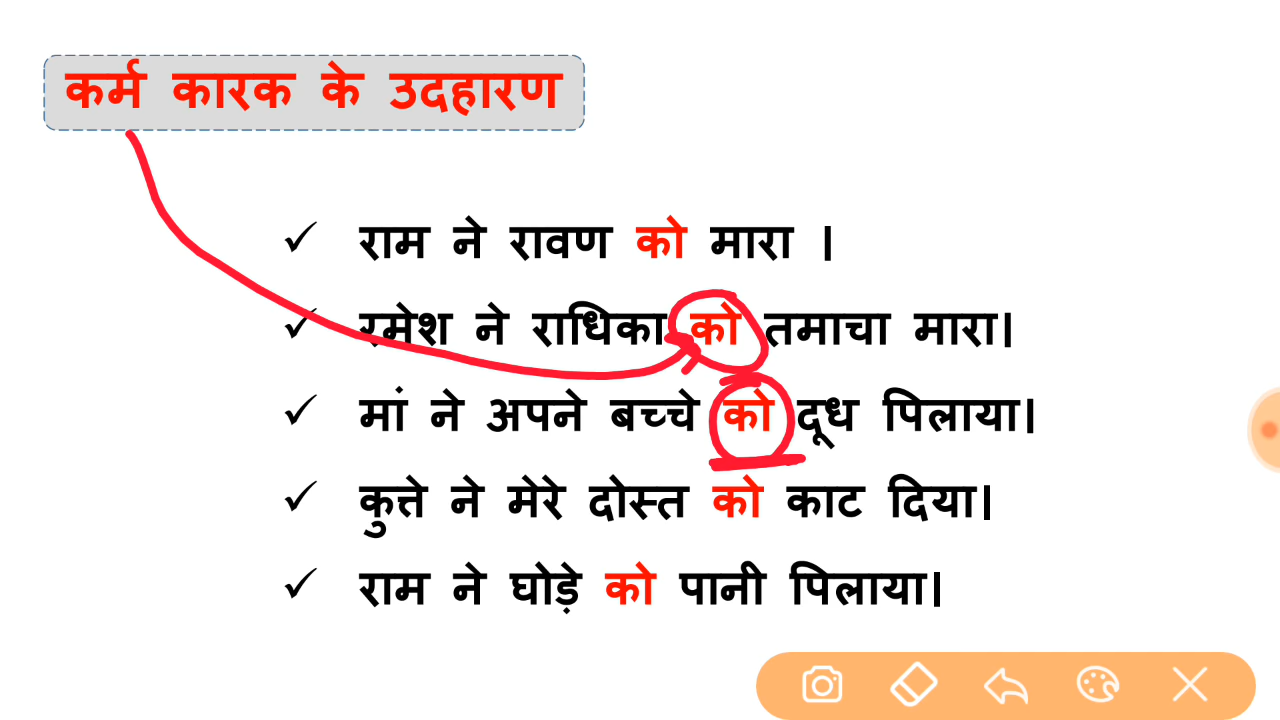 कर्म कारक के उदहारण
राम ने रावण को मारा ।
रमेश ने राधिका को तमाचा मारा।
मां ने अपने बच्चे को दूध पिलाया।
कुत्ते ने मेरे दोस्त को काट दिया।
राम ने घोड़े को पानी पिलाया।